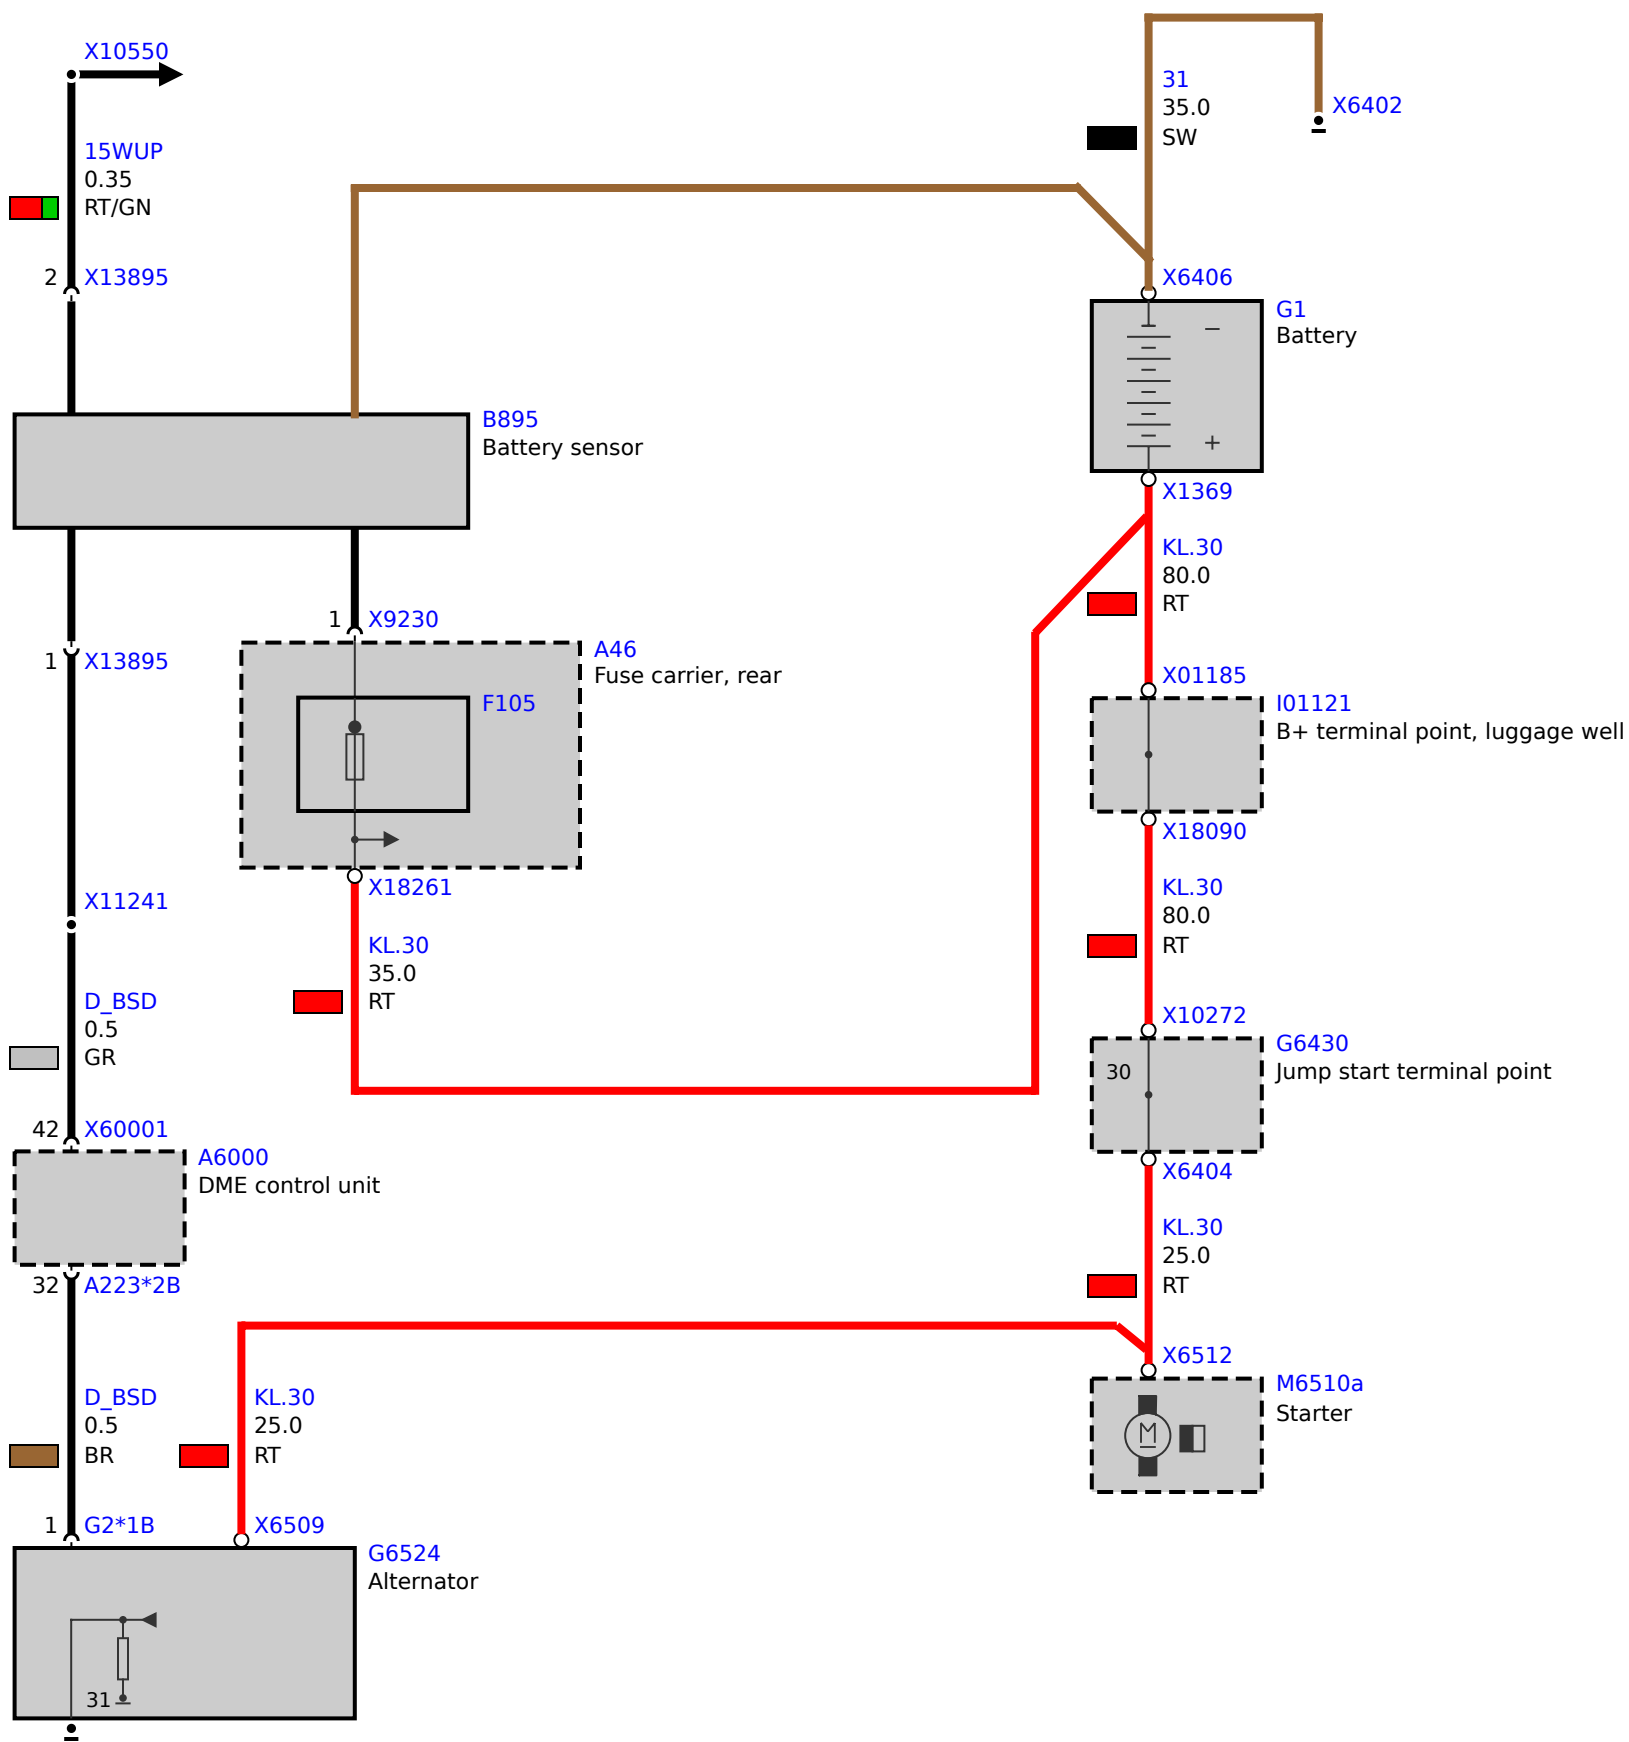 X10550
31
35.0
SW
X6402
15WUP
0.35
RT/GN
2 X13895
X6406
G1
Battery
−
+
B895
Battery sensor
X1369
KL.30
80.0
RT
1 X9230
1 X13895
A46
Fuse carrier, rear
F105
X01185
I01121
B+ terminal point, luggage well
X18090
X18261
X11241
KL.30
80.0
RT
KL.30
35.0
RT
D_BSD
0.5
GR
X10272
G6430
30
Jump start terminal point
42 X60001
A6000
DME control unit
X6404
KL.30
25.0
RT
32 A223*2B
X6512
M6510a
Starter
M
D_BSD
0.5
BR
KL.30
25.0
RT
1 G2*1B
X6509
G6524
Alternator
31